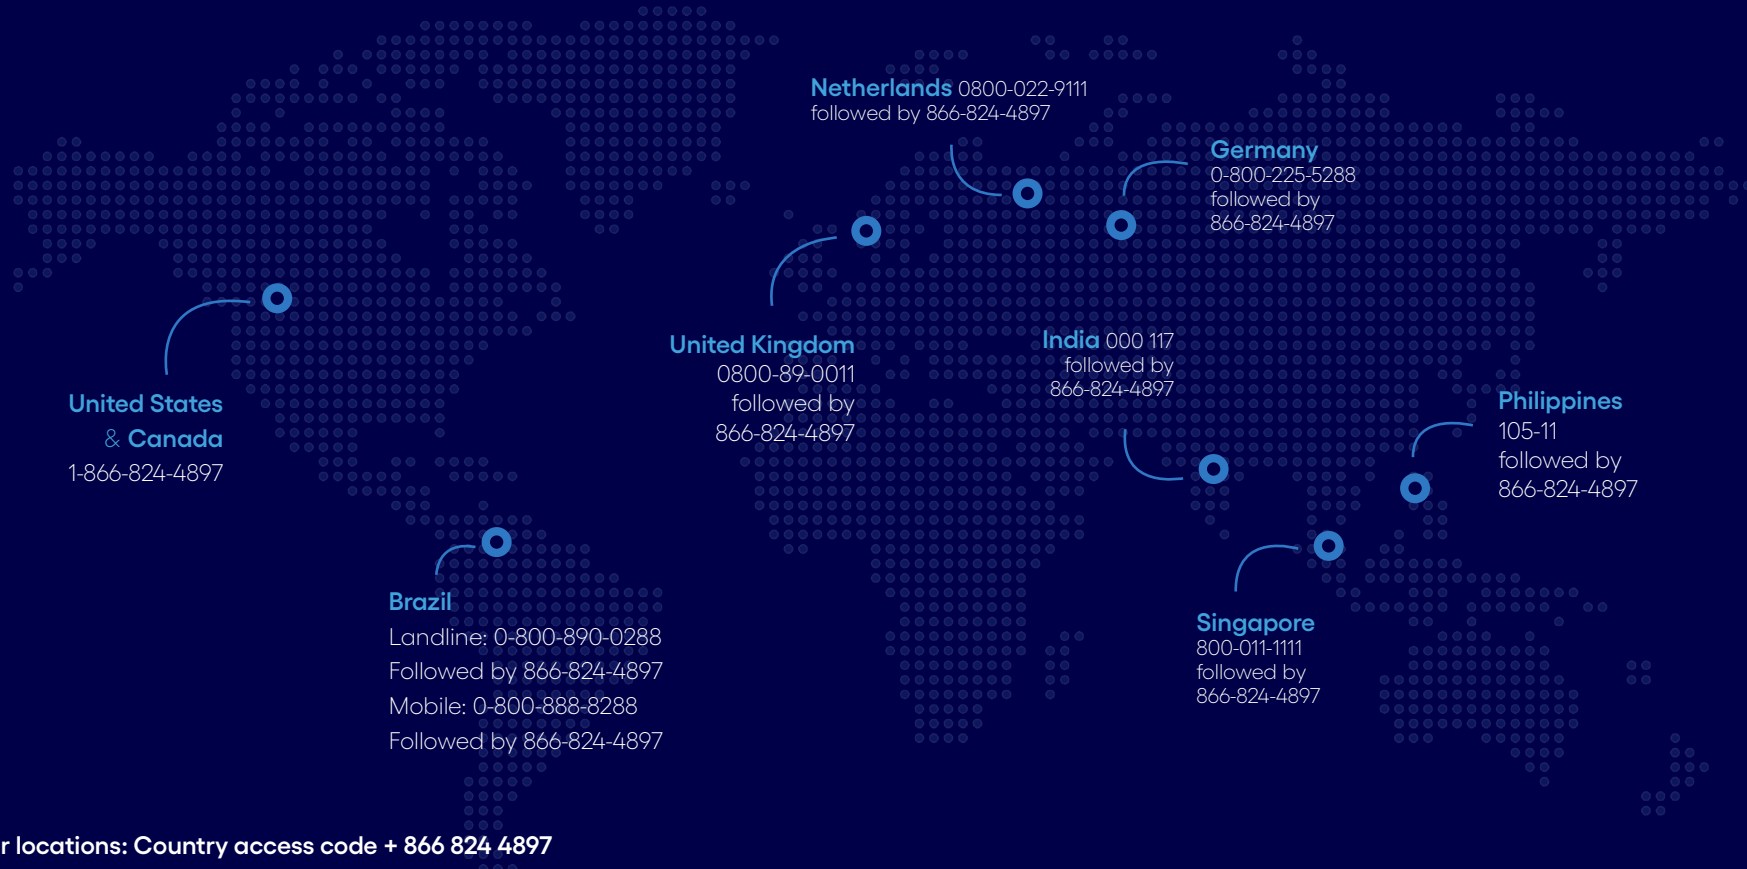 Netherlands 0800-022-9111
followed by 866-824-4897
Germany
0-800-225-5288
followed by
866-824-4897
United Kingdom
0800-89-0011
followed by
866-824-4897
India 000 117
followed by
866-824-4897
United States
& Canada
1-866-824-4897
Philippines
105-11
followed by
866-824-4897
Brazil
Landline: 0-800-890-0288
Followed by 866-824-4897
Mobile: 0-800-888-8288
Followed by 866-824-4897
Singapore
800-011-1111
followed by
866-824-4897
locations: Country access code + 866 824 4897